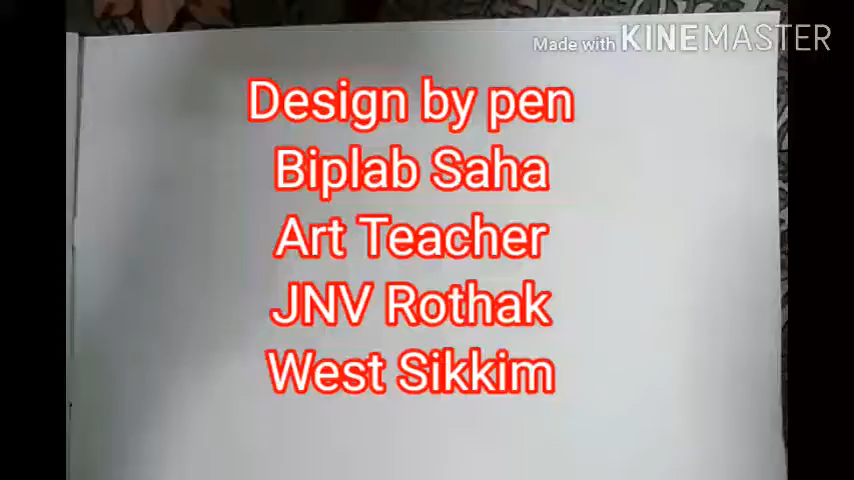 Made with KINEMASTER
Design by pen
Biplab Saha
Art Teacher
JNV Rothak
West Sikkim